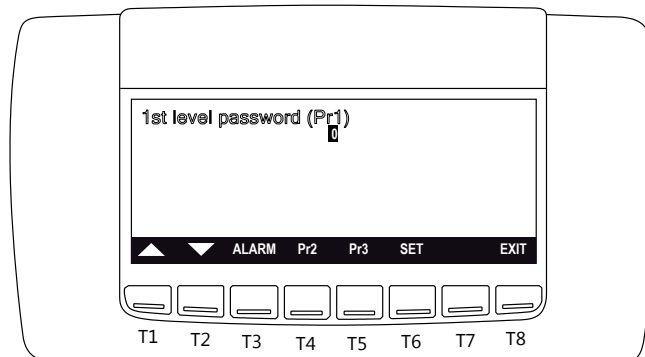 1st level password (Pr1)
0
ALARM Pr2 Pr3 SET EXIT
T1 T2 T3 T4 T5 T6 T7 T8